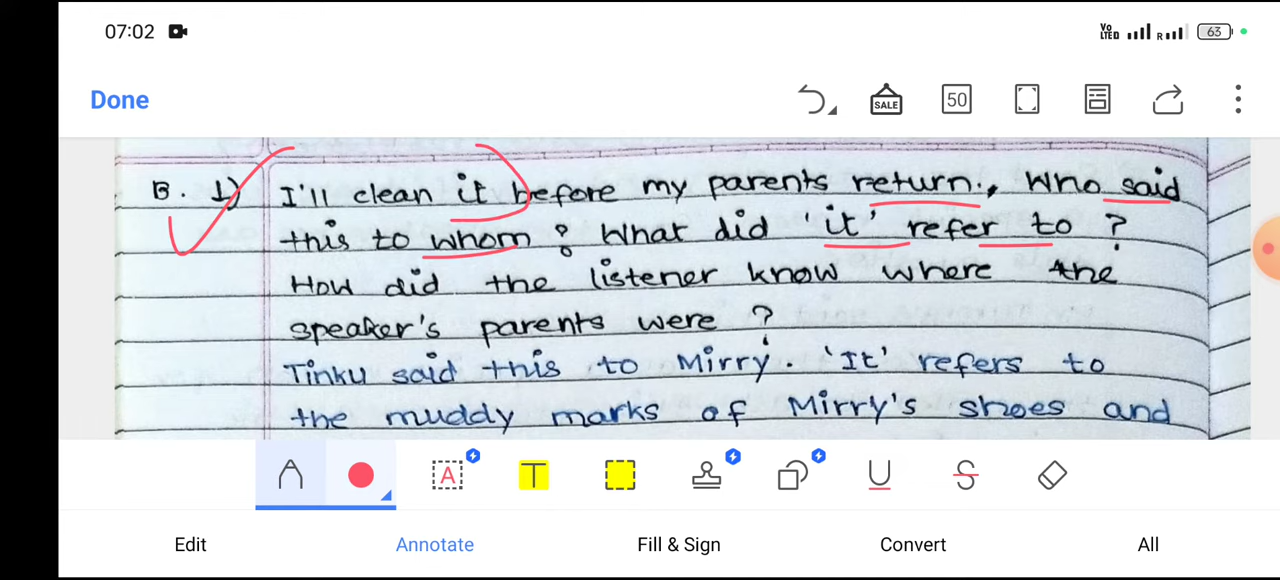 07:02
VoLTED R 63
Done
SALE 50
B. 1) I'll clean it before my parents return., Who said
this to whom? What did 'it' refer to ?
How did the listener know where the
speaker's parents were ?
Tinku said this to Mirry. 'It' refers to
the muddy marks of Mirry's shoes and
A T U S
Edit Annotate Fill & Sign Convert All